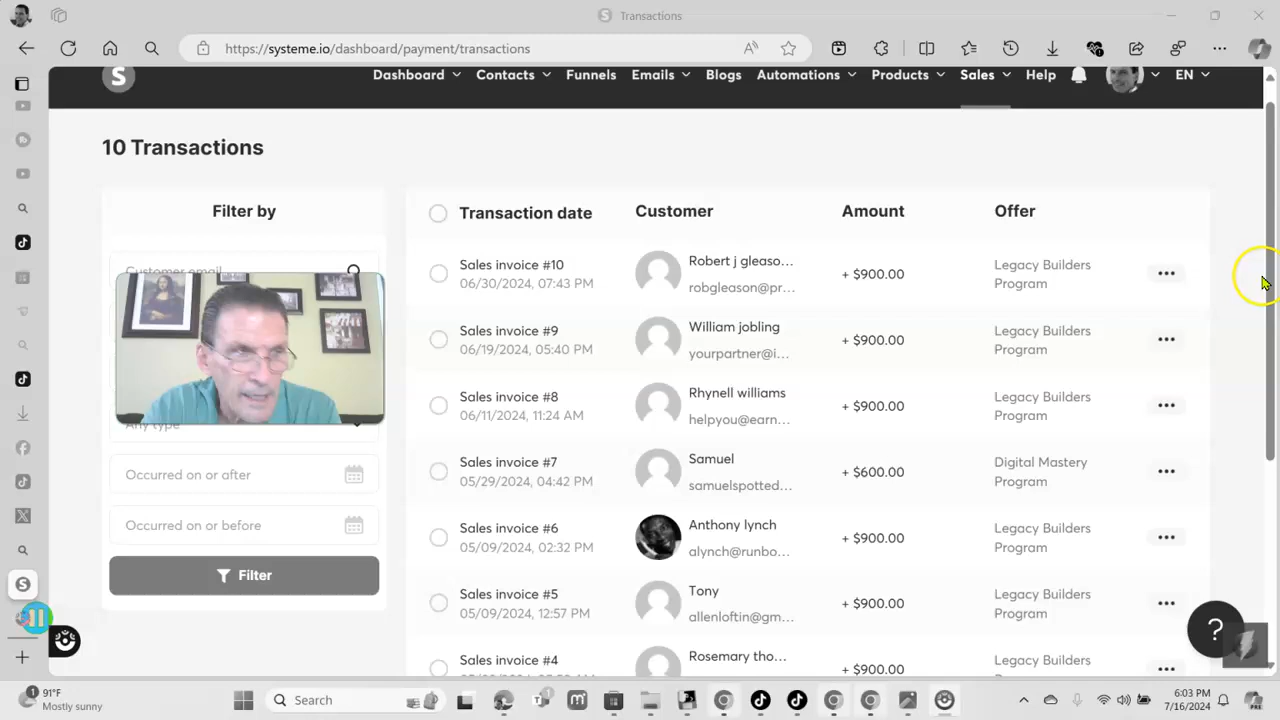 Transactions
https://systeme.io/dashboard/payment/transactions
S
Dashboard
Contacts
Funnels
Emails
Blogs
Automations
Products
Sales
Help
EN
10 Transactions
Filter by
Customer email
Any type
Occurred on or after
Occurred on or before
Filter
Transaction date Customer Amount Offer
Sales invoice #10
06/30/2024, 07:43 PM
Robert j gleaso...
robgleason@pr...
+ $900.00
Legacy Builders
Program
Sales invoice #9
06/19/2024, 05:40 PM
William jobling
yourpartner@i...
+ $900.00
Legacy Builders
Program
Sales invoice #8
06/11/2024, 11:24 AM
Rhynell williams
helpyou@earn...
+ $900.00
Legacy Builders
Program
Sales invoice #7
05/29/2024, 04:42 PM
Samuel
samuelspotted...
+ $600.00
Digital Mastery
Program
Sales invoice #6
05/09/2024, 02:32 PM
Anthony lynch
alynch@runbo...
+ $900.00
Legacy Builders
Program
Sales invoice #5
05/09/2024, 12:57 PM
Tony
allenloftin@gm...
+ $900.00
Legacy Builders
Program
Sales invoice #4
Rosemary tho...
+ $900.00
Legacy Builders
?
1
91°F
Mostly sunny
Search
6:03 PM
7/16/2024